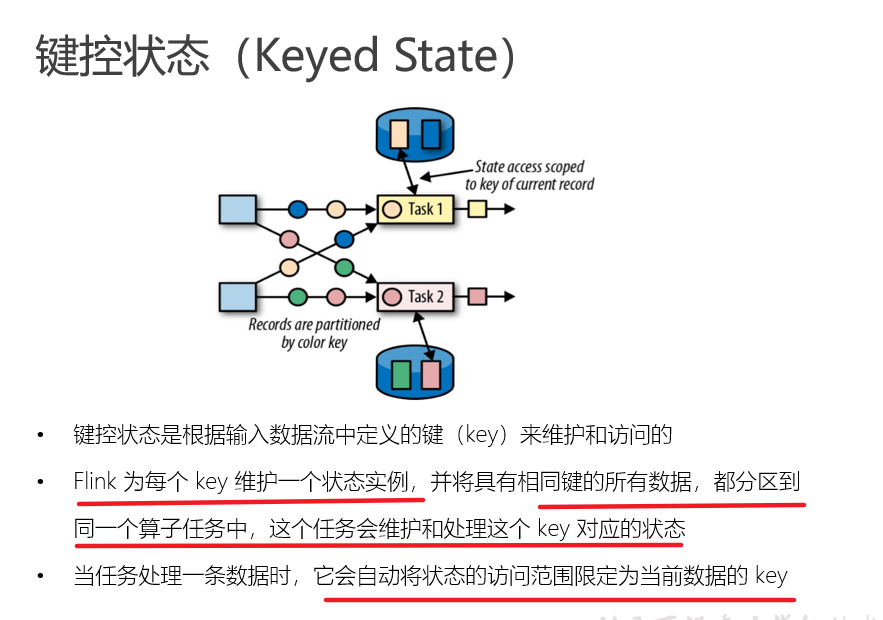 键控状态（Keyed State）
State access scoped
to key of current record
Task 1
Task 2
Records are partitioned
by color key
• 键控状态是根据输入数据流中定义的键（key）来维护和访问的
• Flink 为每个 key 维护一个状态实例，并将具有相同键的所有数据，都分区到
同一个算子任务中，这个任务会维护和处理这个 key 对应的状态
• 当任务处理一条数据时，它会自动将状态的访问范围限定为当前数据的 key